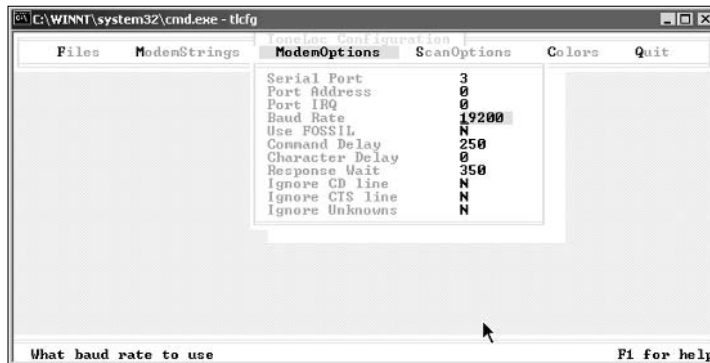 C:\WINNT\system32\cmd.exe - tlcfg
[ ToneLoc Configuration ]
Files ModemStrings ModemOptions ScanOptions Colors Quit
Serial Port 3
Port Address 0
Port IRQ 0
Baud Rate 19200
Use FOSSIL N
Command Delay 250
Character Delay 0
Response Wait 350
Ignore CD line N
Ignore CTS line N
Ignore Unknowns N
What baud rate to use F1 for help